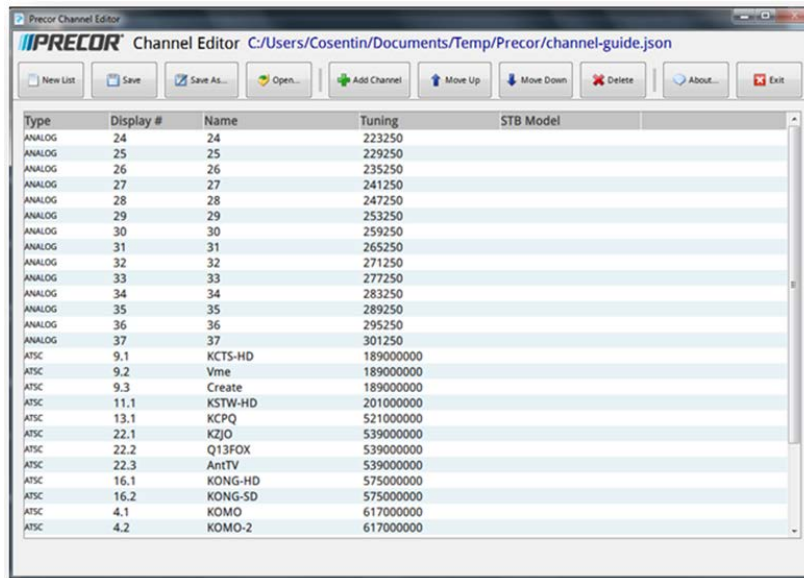 Precor Channel Editor
PRECOR Channel Editor C:/Users/Cosentin/Documents/Temp/Precor/channel-guide.json
New List Save Save As... Open... Add Channel Move Up Move Down Delete About... Exit
Type Display # Name Tuning STB Model
ANALOG 24 24 223250
ANALOG 25 25 229250
ANALOG 26 26 235250
ANALOG 27 27 241250
ANALOG 28 28 247250
ANALOG 29 29 253250
ANALOG 30 30 259250
ANALOG 31 31 265250
ANALOG 32 32 271250
ANALOG 33 33 277250
ANALOG 34 34 283250
ANALOG 35 35 289250
ANALOG 36 36 295250
ANALOG 37 37 301250
ATSC 9.1 KCTS-HD 189000000
ATSC 9.2 Vme 189000000
ATSC 9.3 Create 189000000
ATSC 11.1 KSTW-HD 201000000
ATSC 13.1 KCPQ 521000000
ATSC 22.1 KZJO 539000000
ATSC 22.2 Q13FOX 539000000
ATSC 22.3 AntTV 539000000
ATSC 16.1 KONG-HD 575000000
ATSC 16.2 KONG-SD 575000000
ATSC 4.1 KOMO 617000000
ATSC 4.2 KOMO-2 617000000